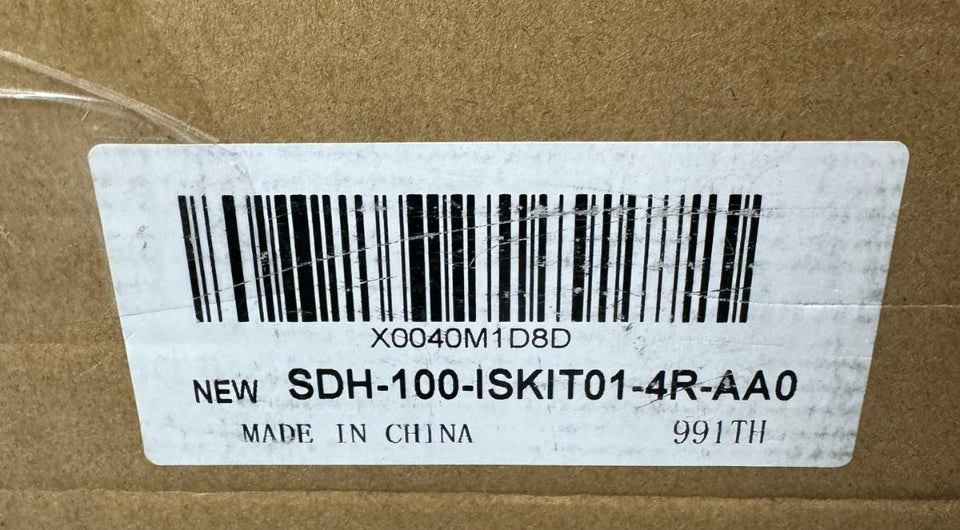 X0040M1D8D
NEW SDH-100-ISKIT01-4R-AA0
MADE IN CHINA 991TH